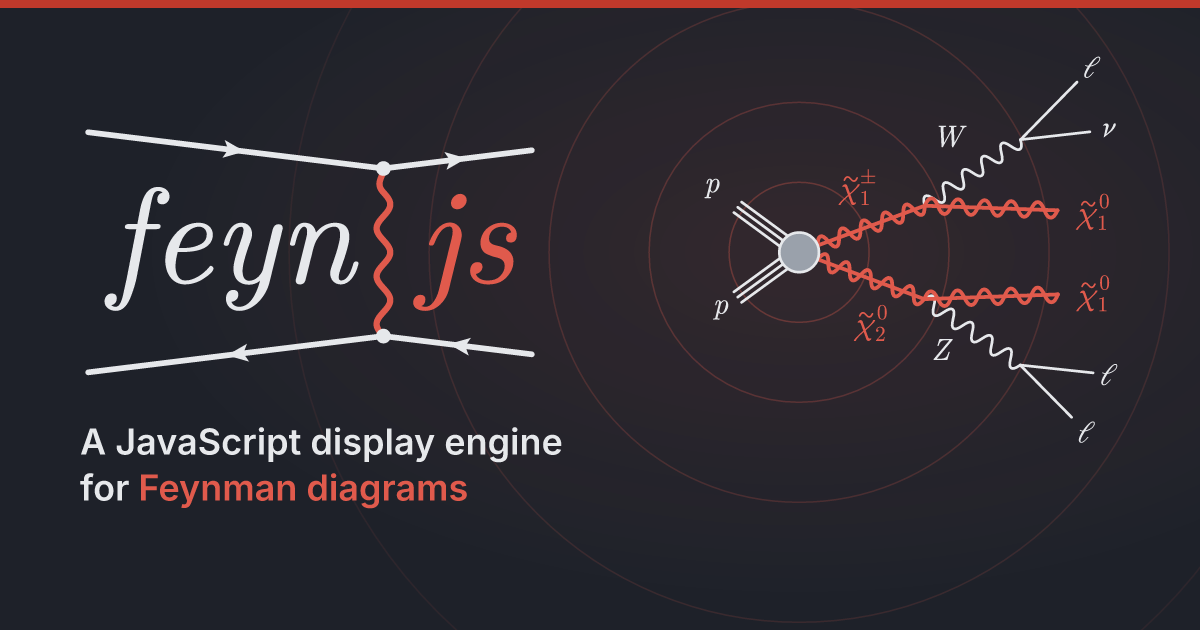 feyn js
A JavaScript display engine
for Feynman diagrams
p
p
χ̃₁±
χ̃₂⁰
W
Z
ℓ
ν
χ̃₁⁰
χ̃₁⁰
ℓ
ℓ